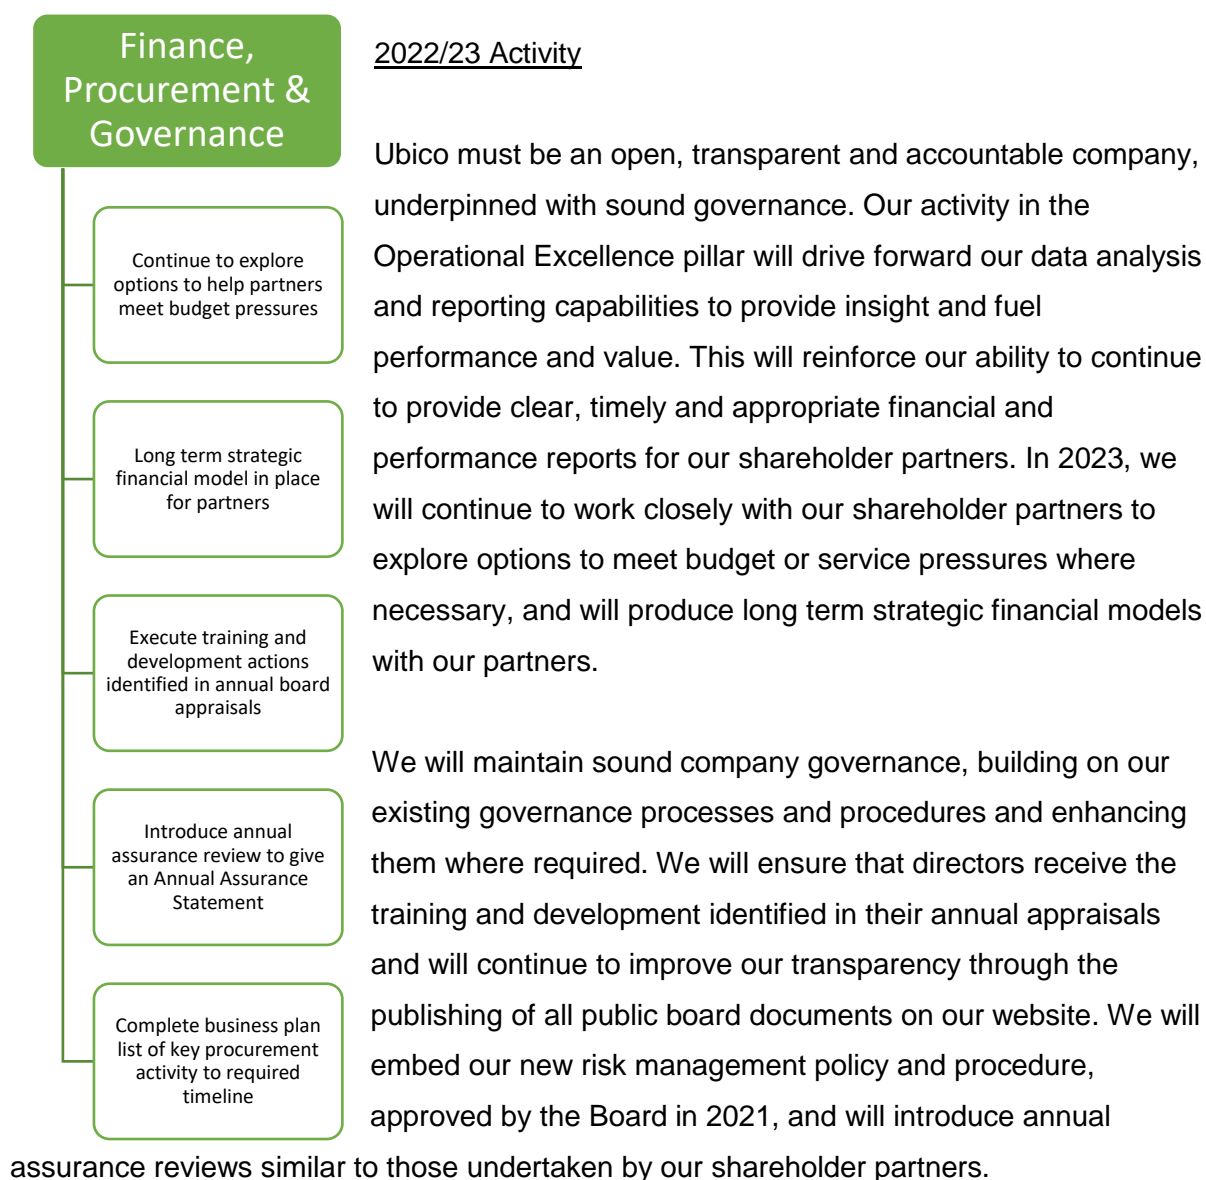 Finance,
Procurement &
Governance
Continue to explore
options to help partners
meet budget pressures
Long term strategic
financial model in place
for partners
Execute training and
development actions
identified in annual board
appraisals
Introduce annual
assurance review to give
an Annual Assurance
Statement
Complete business plan
list of key procurement
activity to required
timeline
2022/23 Activity
Ubico must be an open, transparent and accountable company,
underpinned with sound governance. Our activity in the
Operational Excellence pillar will drive forward our data analysis
and reporting capabilities to provide insight and fuel
performance and value. This will reinforce our ability to continue
to provide clear, timely and appropriate financial and
performance reports for our shareholder partners. In 2023, we
will continue to work closely with our shareholder partners to
explore options to meet budget or service pressures where
necessary, and will produce long term strategic financial models
with our partners.
We will maintain sound company governance, building on our
existing governance processes and procedures and enhancing
them where required. We will ensure that directors receive the
training and development identified in their annual appraisals
and will continue to improve our transparency through the
publishing of all public board documents on our website. We will
embed our new risk management policy and procedure,
approved by the Board in 2021, and will introduce annual
assurance reviews similar to those undertaken by our shareholder partners.